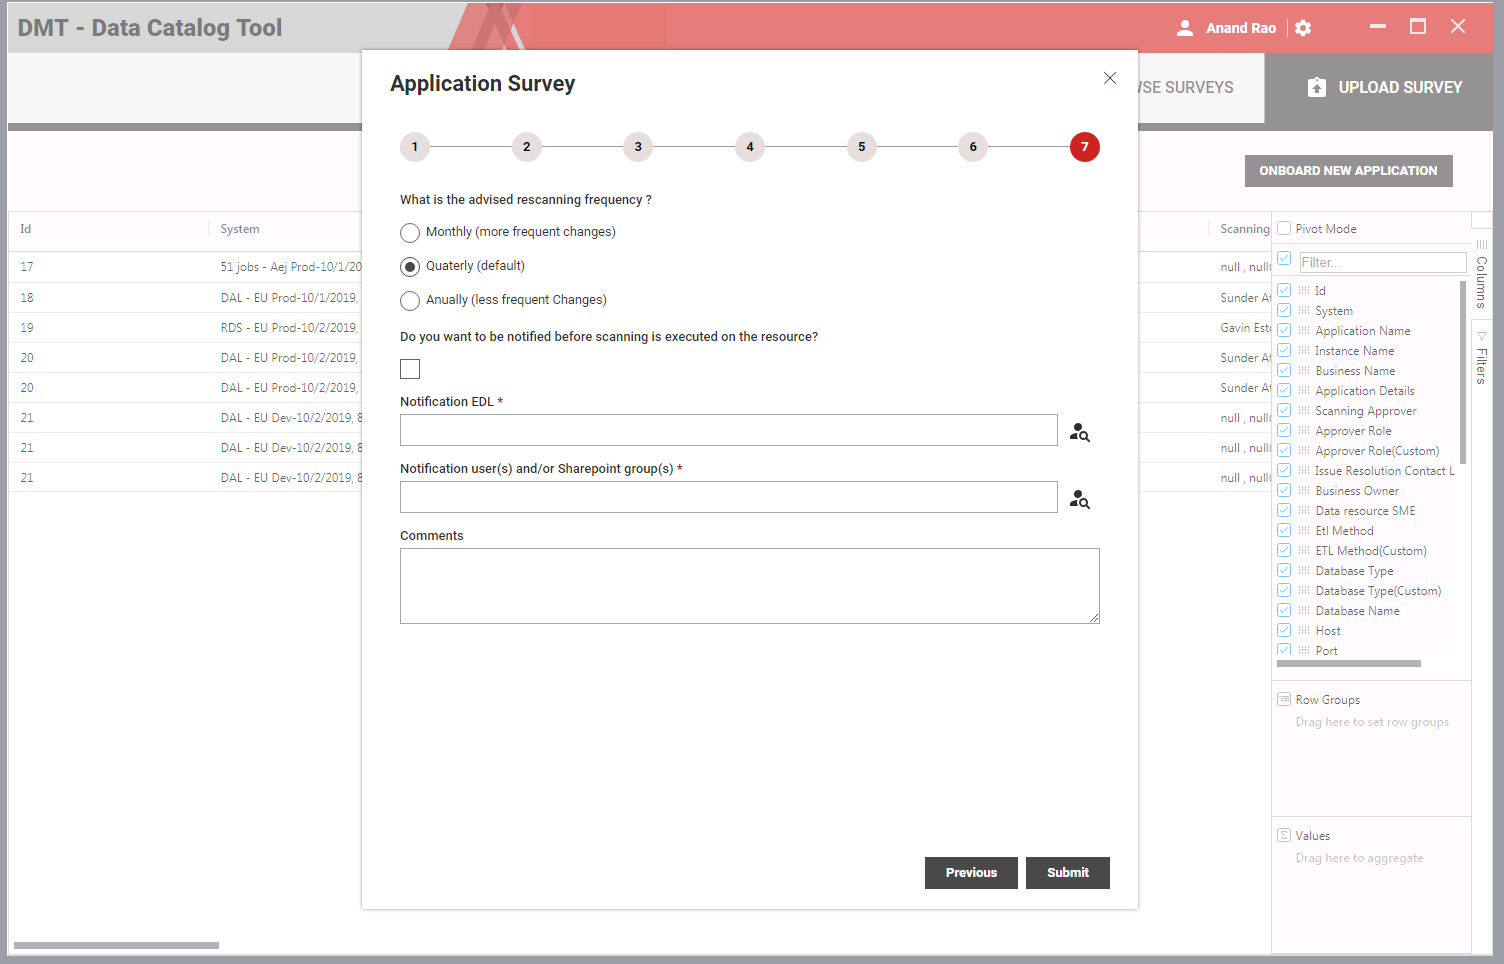 DMT - Data Catalog Tool
Anand Rao
SURVEYS
UPLOAD SURVEY
ONBOARD NEW APPLICATION
Application Survey
1 2 3 4 5 6 7
What is the advised rescanning frequency ?
Monthly (more frequent changes)
Quaterly (default)
Anually (less frequent Changes)
Do you want to be notified before scanning is executed on the resource?
Notification EDL *
Notification user(s) and/or Sharepoint group(s) *
Comments
Previous
Submit
Id System Scanning
17 51 jobs - Aej Prod-10/1/20 null , null
18 DAL - EU Prod-10/1/2019, Sunder
19 RDS - EU Prod-10/2/2019, Gavin
20 DAL - EU Prod-10/2/2019, Sunder
20 DAL - EU Prod-10/2/2019, Sunder
21 DAL - EU Dev-10/2/2019, 8 null , null
21 DAL - EU Dev-10/2/2019, 8 null , null
21 DAL - EU Dev-10/2/2019, 8 null , null
Pivot Mode
Filter...
Id
System
Application Name
Instance Name
Business Name
Application Details
Scanning Approver
Approver Role
Approver Role(Custom)
Issue Resolution Contact L
Business Owner
Data resource SME
Etl Method
ETL Method(Custom)
Database Type
Database Type(Custom)
Database Name
Host
Port
Row Groups
Drag here to set row groups
Values
Drag here to aggregate
Columns
Filters